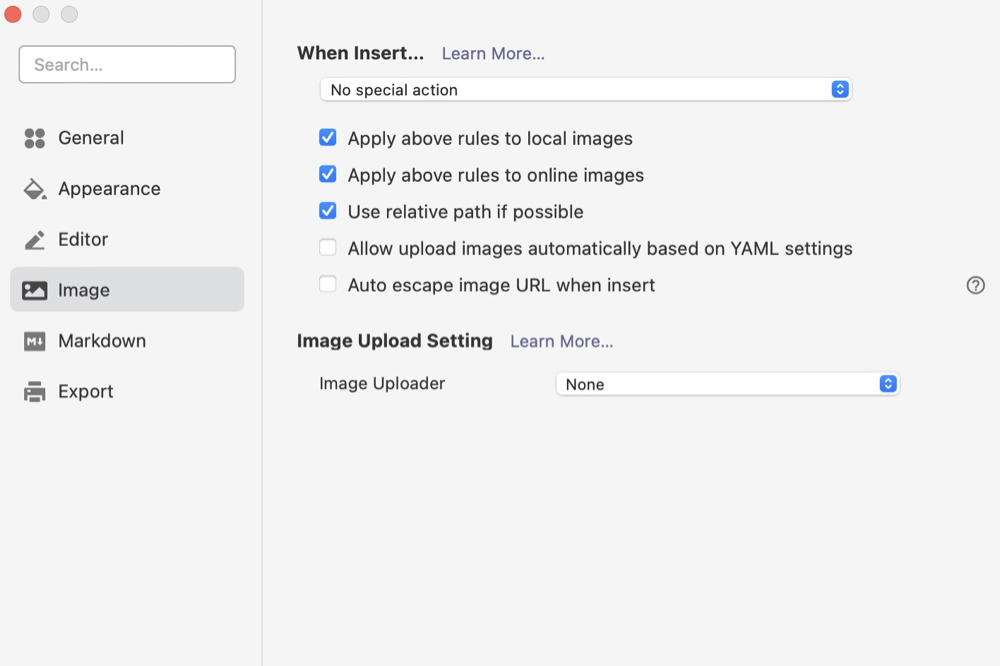 Search...
General
Appearance
Editor
Image
M↓ Markdown
Export
When Insert... Learn More...
No special action
Apply above rules to local images
Apply above rules to online images
Use relative path if possible
Allow upload images automatically based on YAML settings
Auto escape image URL when insert ?
Image Upload Setting Learn More...
Image Uploader None